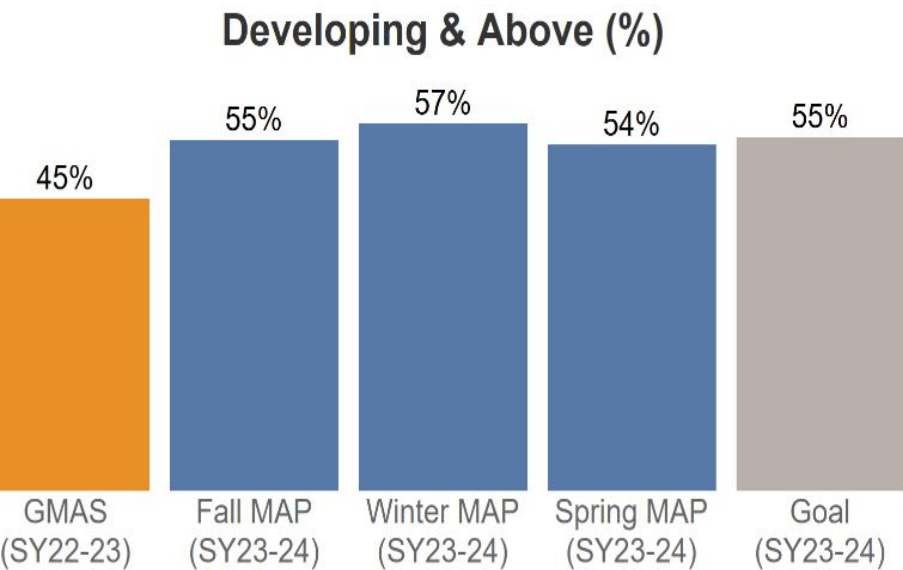 Developing & Above (%)
45%
55%
57%
54%
55%
GMAS
(SY22-23)
Fall MAP
(SY23-24)
Winter MAP
(SY23-24)
Spring MAP
(SY23-24)
Goal
(SY23-24)